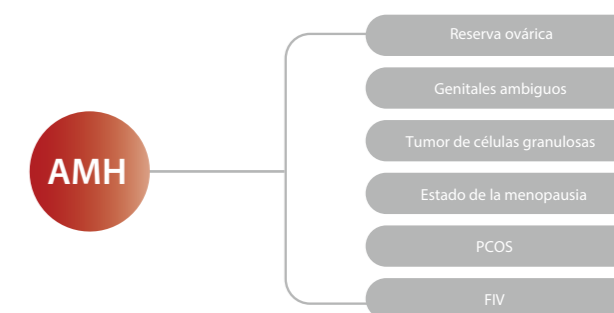 AMH
Reserva ovárica
Genitales ambiguos
Tumor de células granulosas
Estado de la menopausia
PCOS
FIV